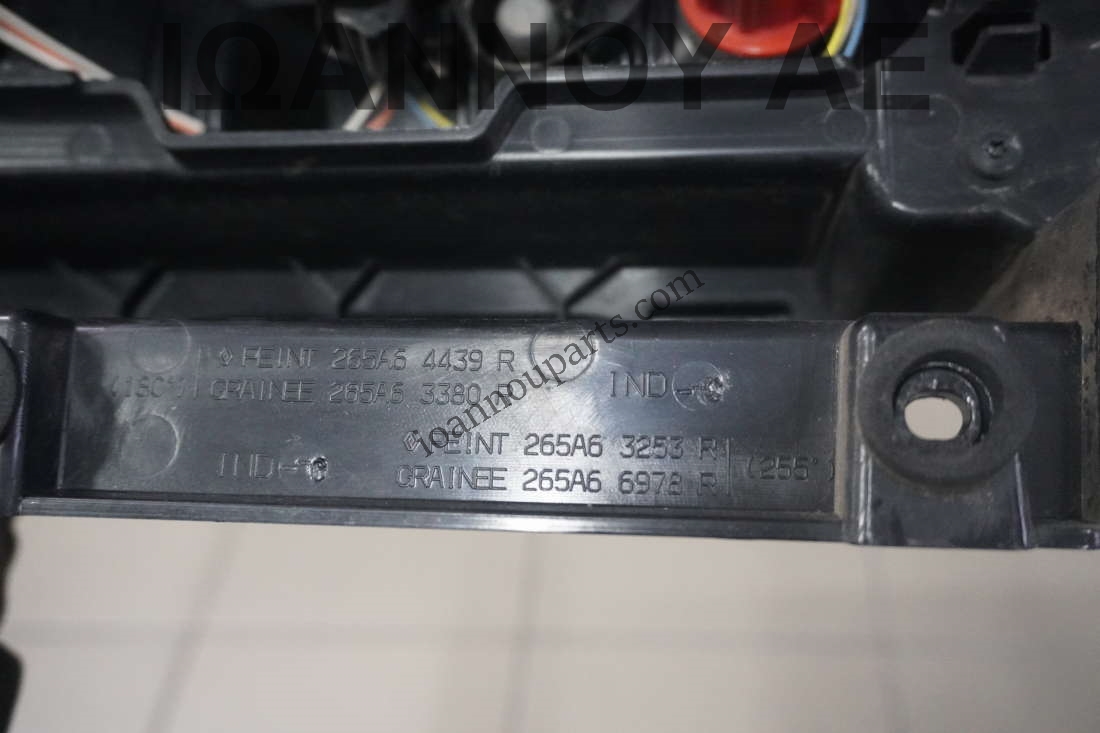 ΙΩΑΝΝΟΥ ΑΕ
ioannouparts.com
PEINT 265A6 4439 R
GRAINEE 265A6 3380 R
IND
PEINT 265A6 3253 R
GRAINEE 265A6 6978 R
(255°)
IND